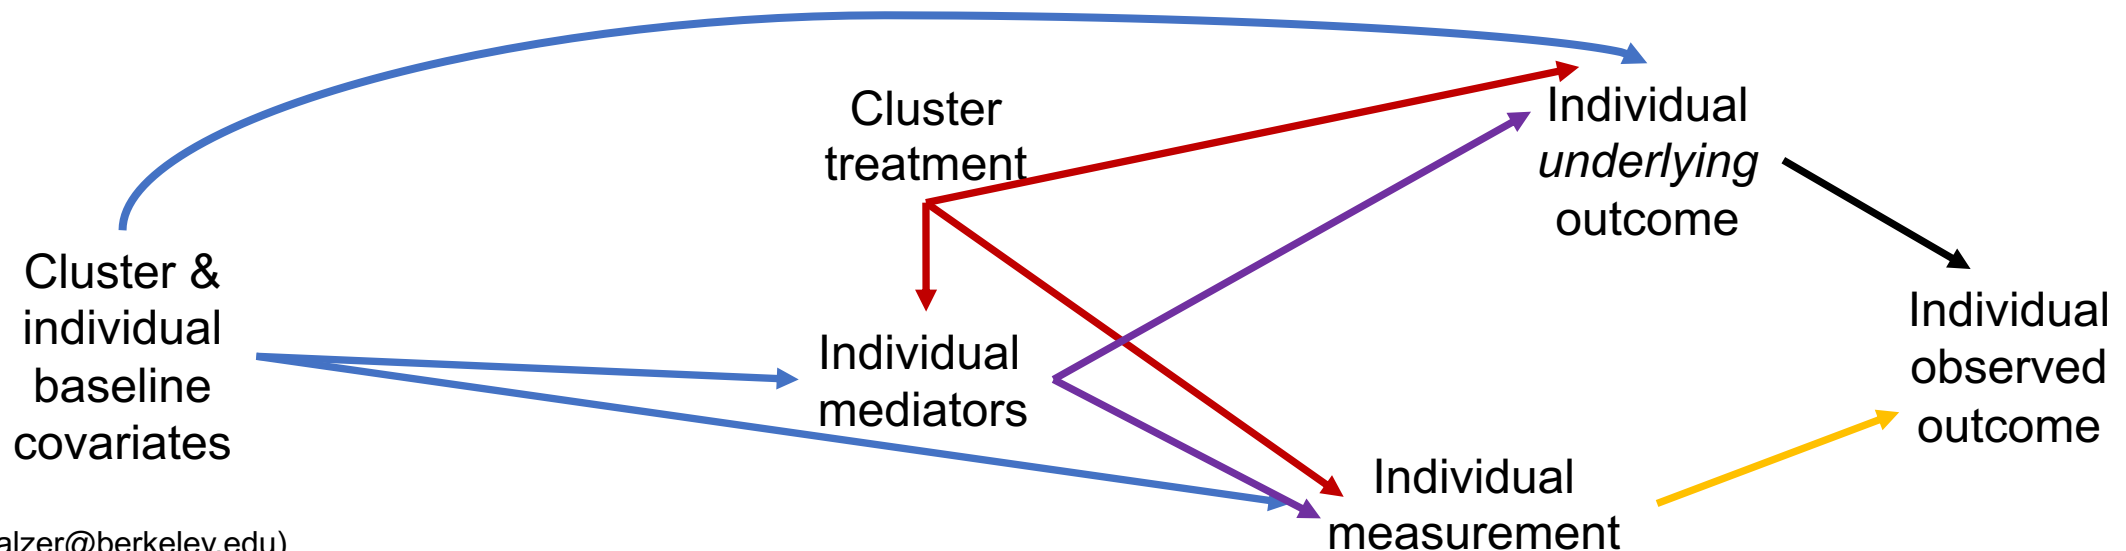 Cluster
treatment
Individual
underlying
outcome
Cluster &
individual
baseline
covariates
Individual
mediators
Individual
observed
outcome
Individual
measurement
alzer@berkeley.edu)